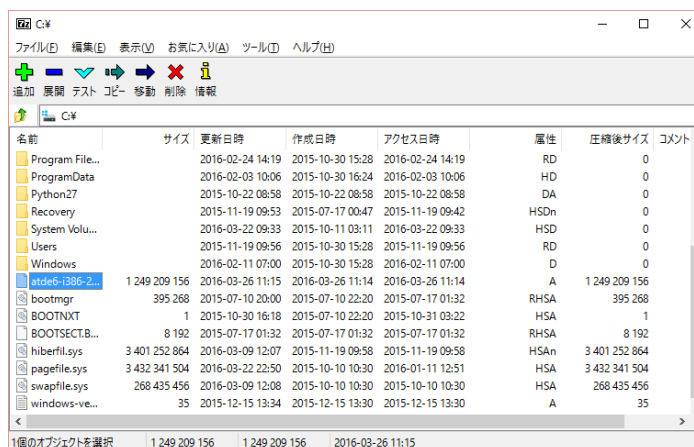 C:¥
ファイル(F) 編集(E) 表示(V) お気に入り(A) ツール(T) ヘルプ(H)
追加 展開 テスト コピー 移動 削除 情報
C:¥
名前 サイズ 更新日時 作成日時 アクセス日時 属性 圧縮後サイズ コメント
Program File... 2016-02-24 14:19 2015-10-30 15:28 2016-02-24 14:19 RD 0
ProgramData 2016-02-03 10:06 2015-10-30 16:24 2016-02-03 10:06 HD 0
Python27 2015-10-22 08:58 2015-10-22 08:58 2015-10-22 08:58 DA 0
Recovery 2015-11-19 09:53 2015-07-17 00:47 2015-11-19 09:42 HSDn 0
System Volu... 2016-03-22 09:33 2015-10-11 03:11 2016-03-22 09:33 HSD 0
Users 2015-11-19 09:56 2015-10-30 15:28 2015-11-19 09:56 RD 0
Windows 2016-02-11 07:00 2015-10-30 15:28 2016-02-11 07:00 D 0
atde6-i386-2... 1 249 209 156 2016-03-26 11:15 2016-03-26 11:14 2016-03-26 11:14 A 1 249 209 156
bootmgr 395 268 2015-07-10 20:00 2015-07-10 22:20 2015-07-17 01:32 RHSA 395 268
BOOTNXT 1 2015-10-30 16:18 2015-07-10 22:20 2015-10-31 03:22 HSA 1
BOOTSECT.B... 8 192 2015-07-17 01:32 2015-07-17 01:32 2015-07-17 01:32 RHSA 8 192
hiberfil.sys 3 401 252 864 2016-03-09 12:07 2015-11-19 09:58 2015-11-19 09:58 HSAn 3 401 252 864
pagefile.sys 3 432 341 504 2016-03-22 22:50 2015-10-10 10:30 2016-01-11 12:51 HSA 3 432 341 504
swapfile.sys 268 435 456 2016-03-09 12:08 2015-10-10 10:30 2015-10-10 10:30 HSA 268 435 456
windows-ve... 35 2015-12-15 13:34 2015-12-15 13:30 2015-12-15 13:30 A 35
1個のオブジェクトを選択 1 249 209 156 1 249 209 156 2016-03-26 11:15